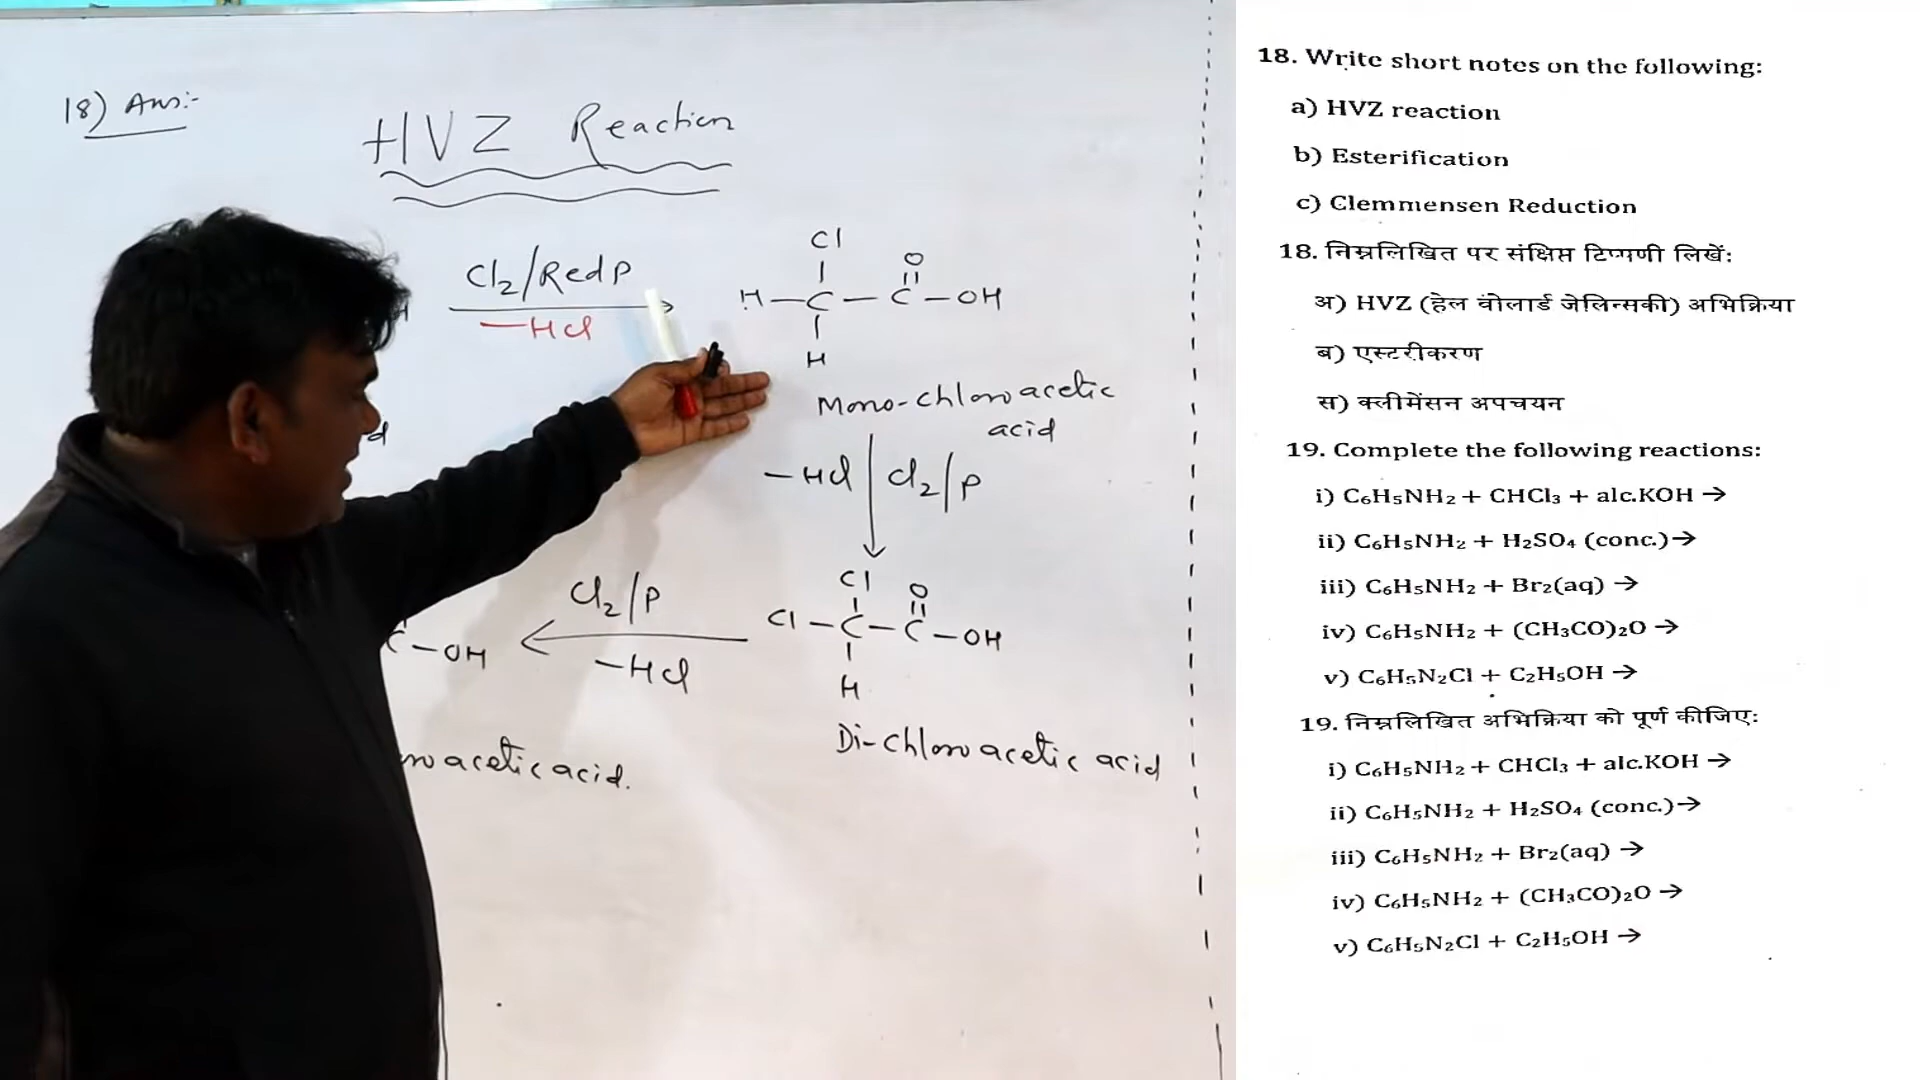 18) Ans:-
HVZ Reaction
Cl₂/Red P
-HCl
Cl
O
H-C-C-OH
H
Mono-chloroacetic
acid
-HCl Cl₂/P
Cl
O
Cl-C-C-OH
H
Di-chloroacetic acid
Cl₂/P
-HCl
C-OH
acetic acid.
18. Write short notes on the following:
a) HVZ reaction
b) Esterification
c) Clemmensen Reduction
18. निम्नलिखित पर संक्षिप्त टिप्पणी लिखें:
अ) HVZ (हेल वोलार्ड जेलिन्सकी) अभिक्रिया
ब) एस्टरीकरण
स) क्लीमेंसन अपचयन
19. Complete the following reactions:
i) C₆H₅NH₂ + CHCl₃ + alc.KOH →
ii) C₆H₅NH₂ + H₂SO₄ (conc.)→
iii) C₆H₅NH₂ + Br₂(aq) →
iv) C₆H₅NH₂ + (CH₃CO)₂O →
v) C₆H₅N₂Cl + C₂H₅OH →
19. निम्नलिखित अभिक्रिया को पूर्ण कीजिए:
i) C₆H₅NH₂ + CHCl₃ + alc.KOH →
ii) C₆H₅NH₂ + H₂SO₄ (conc.)→
iii) C₆H₅NH₂ + Br₂(aq) →
iv) C₆H₅NH₂ + (CH₃CO)₂O →
v) C₆H₅N₂Cl + C₂H₅OH →